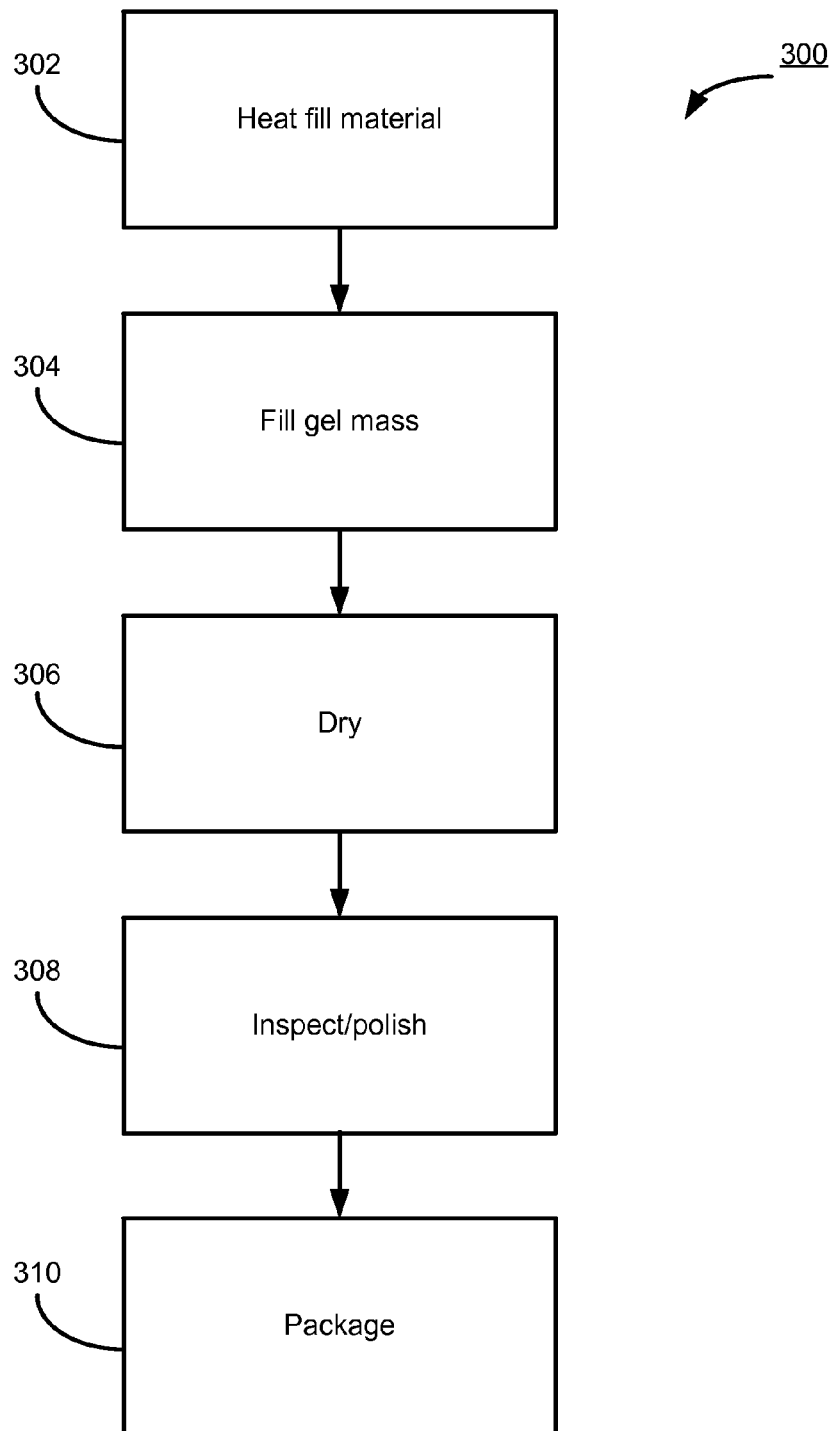 300
302
Heat fill material
304
Fill gel mass
306
Dry
308
Inspect/polish
310
Package